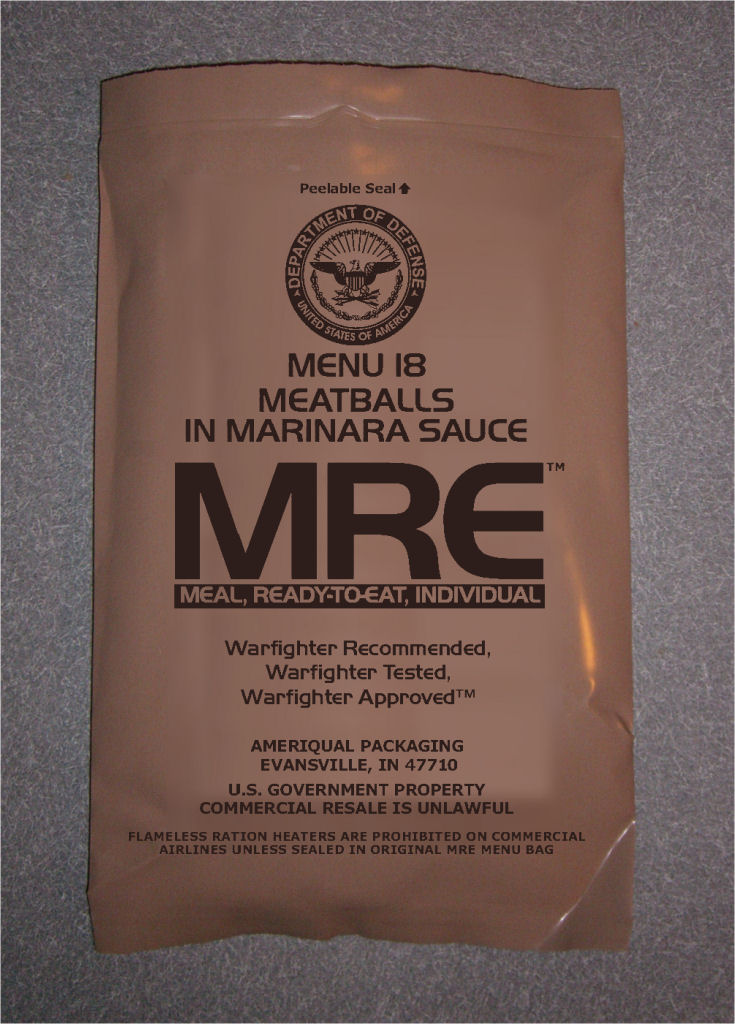 Peelable Seal
DEPARTMENT OF DEFENSE
UNITED STATES OF AMERICA
MENU 18
MEATBALLS
IN MARINARA SAUCE
MRE™
MEAL, READY-TO-EAT, INDIVIDUAL
Warfighter Recommended,
Warfighter Tested,
Warfighter Approved™
AMERIQUAL PACKAGING
EVANSVILLE, IN 47710
U.S. GOVERNMENT PROPERTY
COMMERCIAL RESALE IS UNLAWFUL
FLAMELESS RATION HEATERS ARE PROHIBITED ON COMMERCIAL
AIRLINES UNLESS SEALED IN ORIGINAL MRE MENU BAG